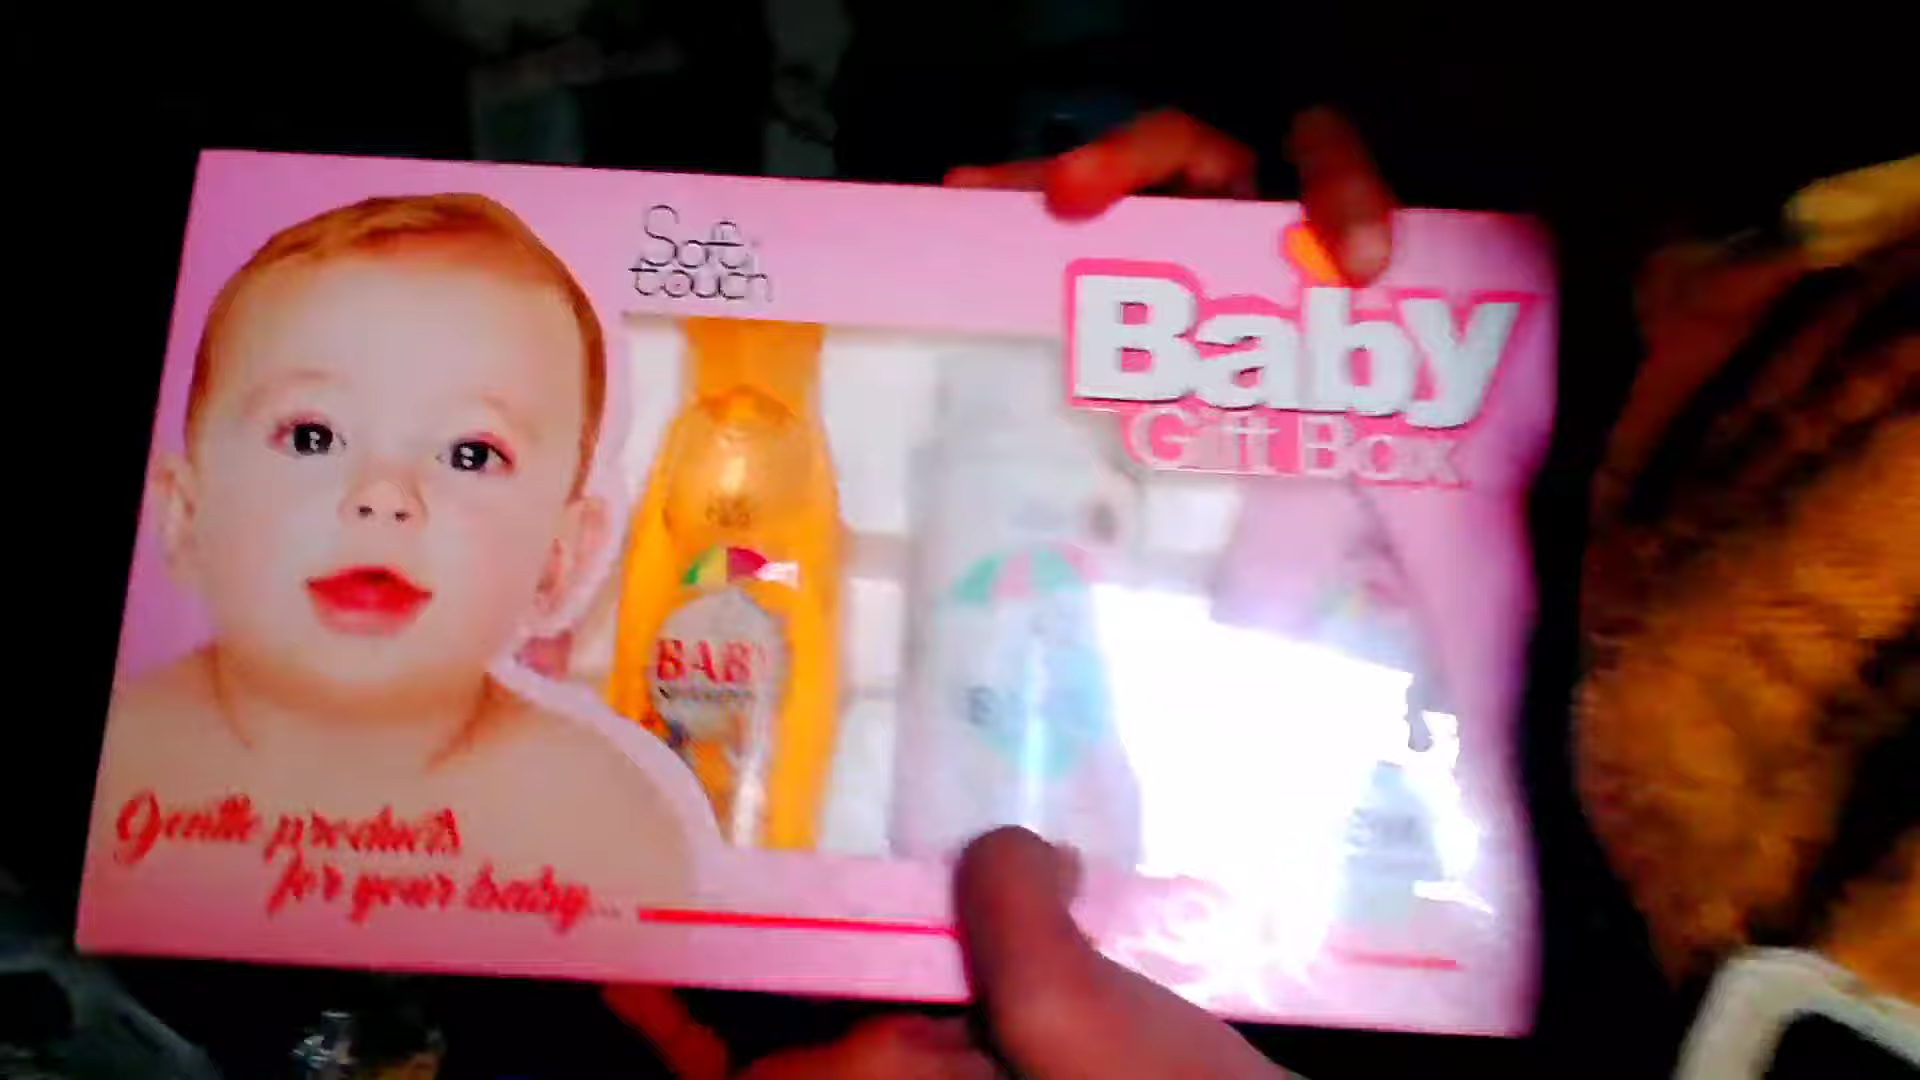 Soft
touch
Baby
Gift Box
BABY
Gentle products
for your baby...